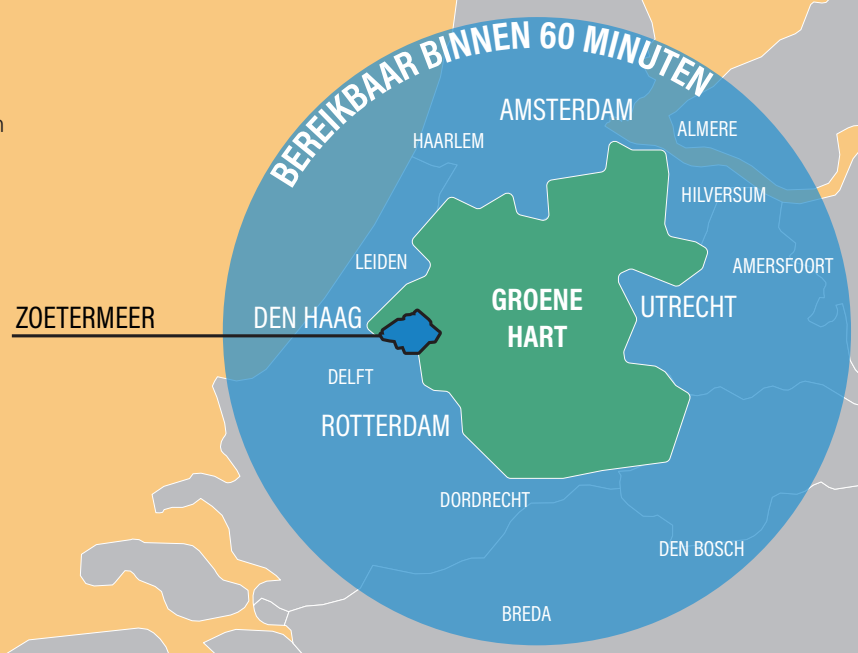 BEREIKBAAR BINNEN 60 MINUTEN
n
AMSTERDAM
ALMERE
HAARLEM
HILVERSUM
LEIDEN
AMERSFOORT
GROENE
HART
UTRECHT
ZOETERMEER
DEN HAAG
DELFT
ROTTERDAM
DORDRECHT
DEN BOSCH
BREDA